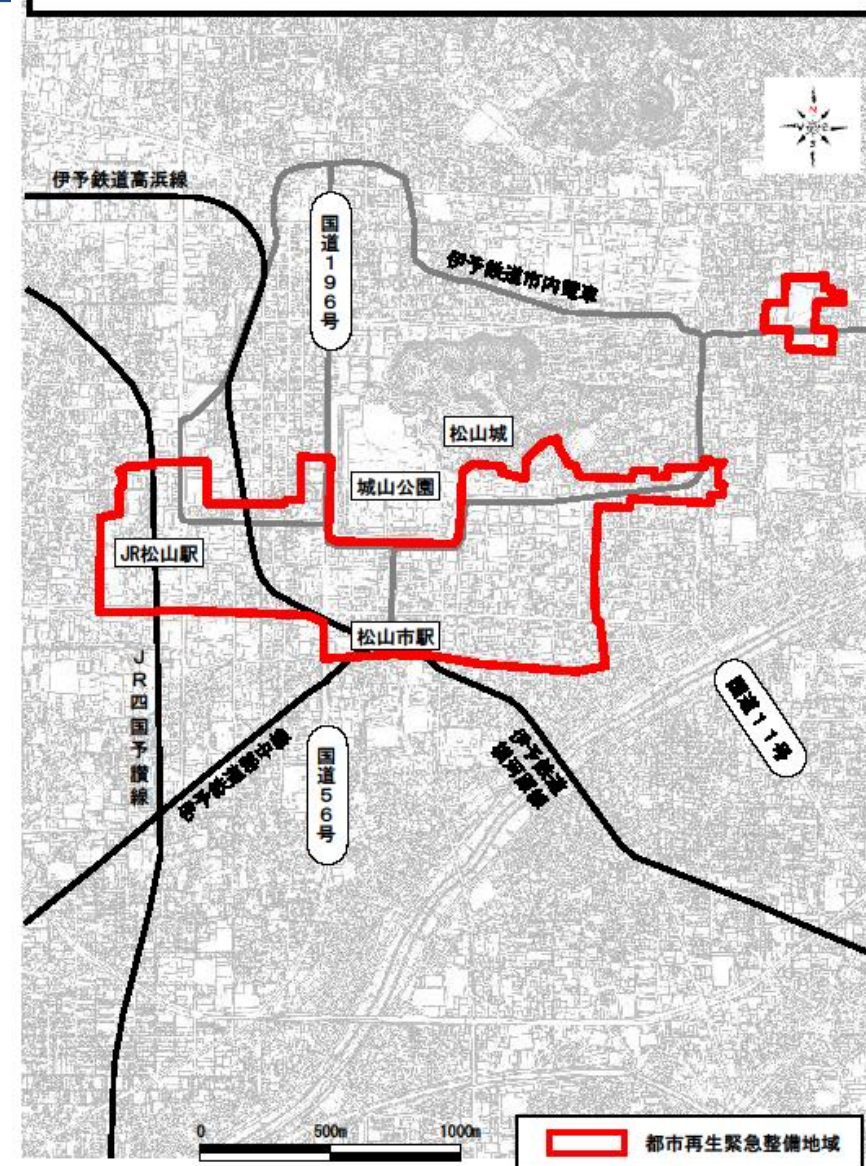 N
伊予鉄道高浜線
国道196号
伊予鉄道市内電車
松山城
城山公園
JR松山駅
松山市駅
JR四国予讃線
国道11号
伊予鉄道郡中線
国道56号
伊予鉄道
横河原線
0 500m 1000m
都市再生緊急整備地域